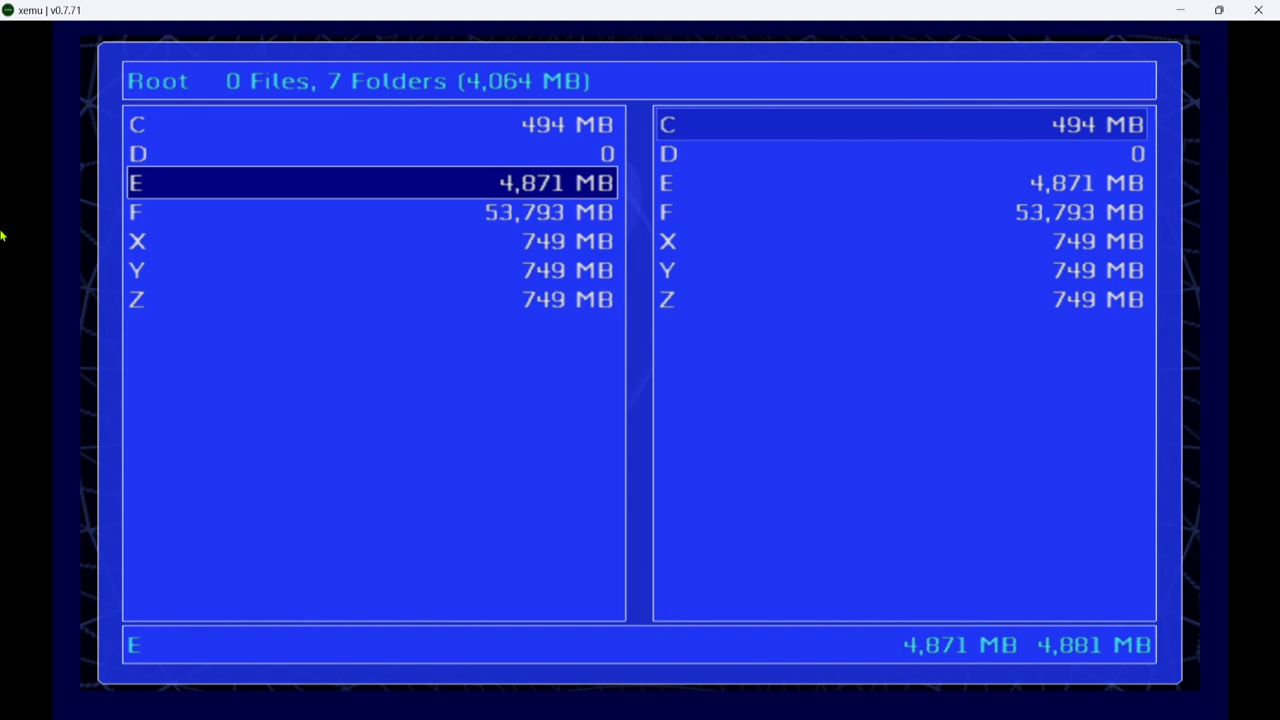 xemu | v0.7.71
Root 0 Files, 7 Folders (4,064 MB)
C 494 MB
D 0
E 4,871 MB
F 53,793 MB
X 749 MB
Y 749 MB
Z 749 MB
C 494 MB
D 0
E 4,871 MB
F 53,793 MB
X 749 MB
Y 749 MB
Z 749 MB
E 4,871 MB 4,881 MB